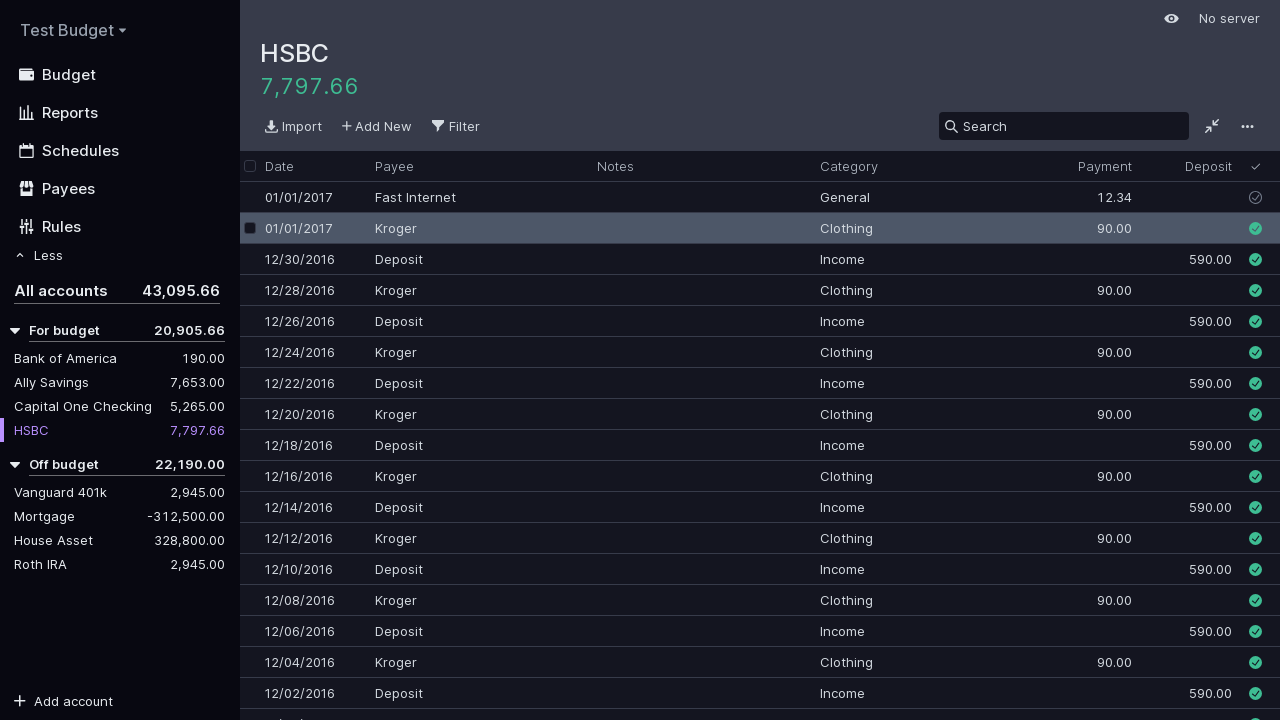 Test Budget
Budget
Reports
Schedules
Payees
Rules
Less
All accounts 43,095.66
For budget 20,905.66
Bank of America 190.00
Ally Savings 7,653.00
Capital One Checking 5,265.00
HSBC 7,797.66
Off budget 22,190.00
Vanguard 401k 2,945.00
Mortgage -312,500.00
House Asset 328,800.00
Roth IRA 2,945.00
Add account
No server
HSBC
7,797.66
Import Add New Filter Search
Date Payee Notes Category Payment Deposit
01/01/2017 Fast Internet General 12.34
01/01/2017 Kroger Clothing 90.00
12/30/2016 Deposit Income 590.00
12/28/2016 Kroger Clothing 90.00
12/26/2016 Deposit Income 590.00
12/24/2016 Kroger Clothing 90.00
12/22/2016 Deposit Income 590.00
12/20/2016 Kroger Clothing 90.00
12/18/2016 Deposit Income 590.00
12/16/2016 Kroger Clothing 90.00
12/14/2016 Deposit Income 590.00
12/12/2016 Kroger Clothing 90.00
12/10/2016 Deposit Income 590.00
12/08/2016 Kroger Clothing 90.00
12/06/2016 Deposit Income 590.00
12/04/2016 Kroger Clothing 90.00
12/02/2016 Deposit Income 590.00